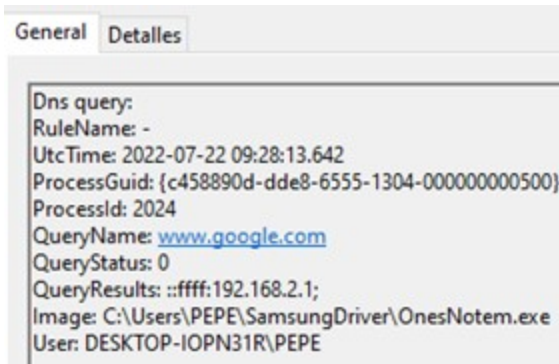 General Detalles
Dns query:
RuleName: -
UtcTime: 2022-07-22 09:28:13.642
ProcessGuid: {c458890d-dde8-6555-1304-000000000500}
ProcessId: 2024
QueryName: www.google.com
QueryStatus: 0
QueryResults: ::ffff:192.168.2.1;
Image: C:\Users\PEPE\SamsungDriver\OnesNotem.exe
User: DESKTOP-IOPN31R\PEPE